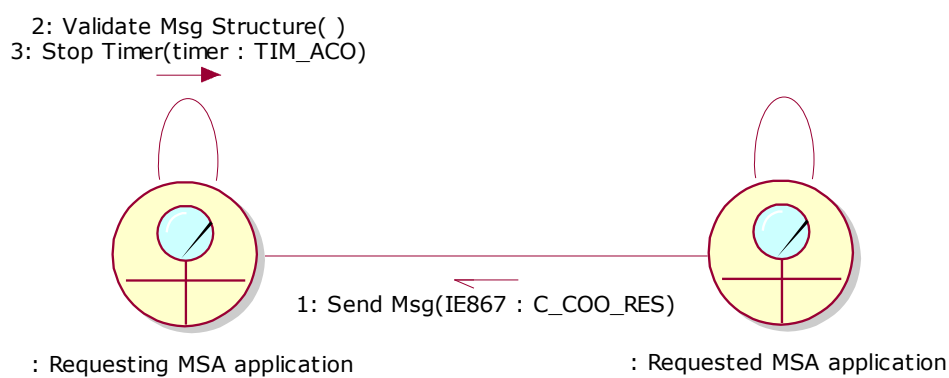 2: Validate Msg Structure( )
3: Stop Timer(timer : TIM_ACO)
1: Send Msg(IE867 : C_COO_RES)
: Requesting MSA application
: Requested MSA application